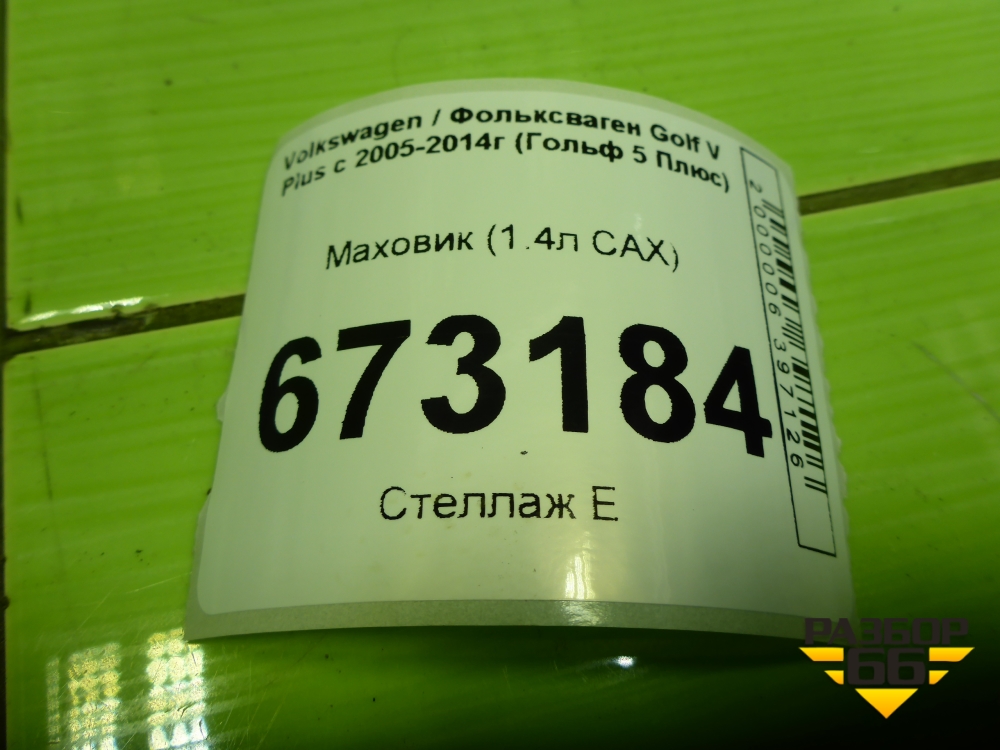 Volkswagen / Фольксваген Golf V
Plus с 2005-2014г (Гольф 5 Плюс)
Маховик (1.4л CAX)
673184
Стеллаж Е
2000006397126
РАЗБОР
66